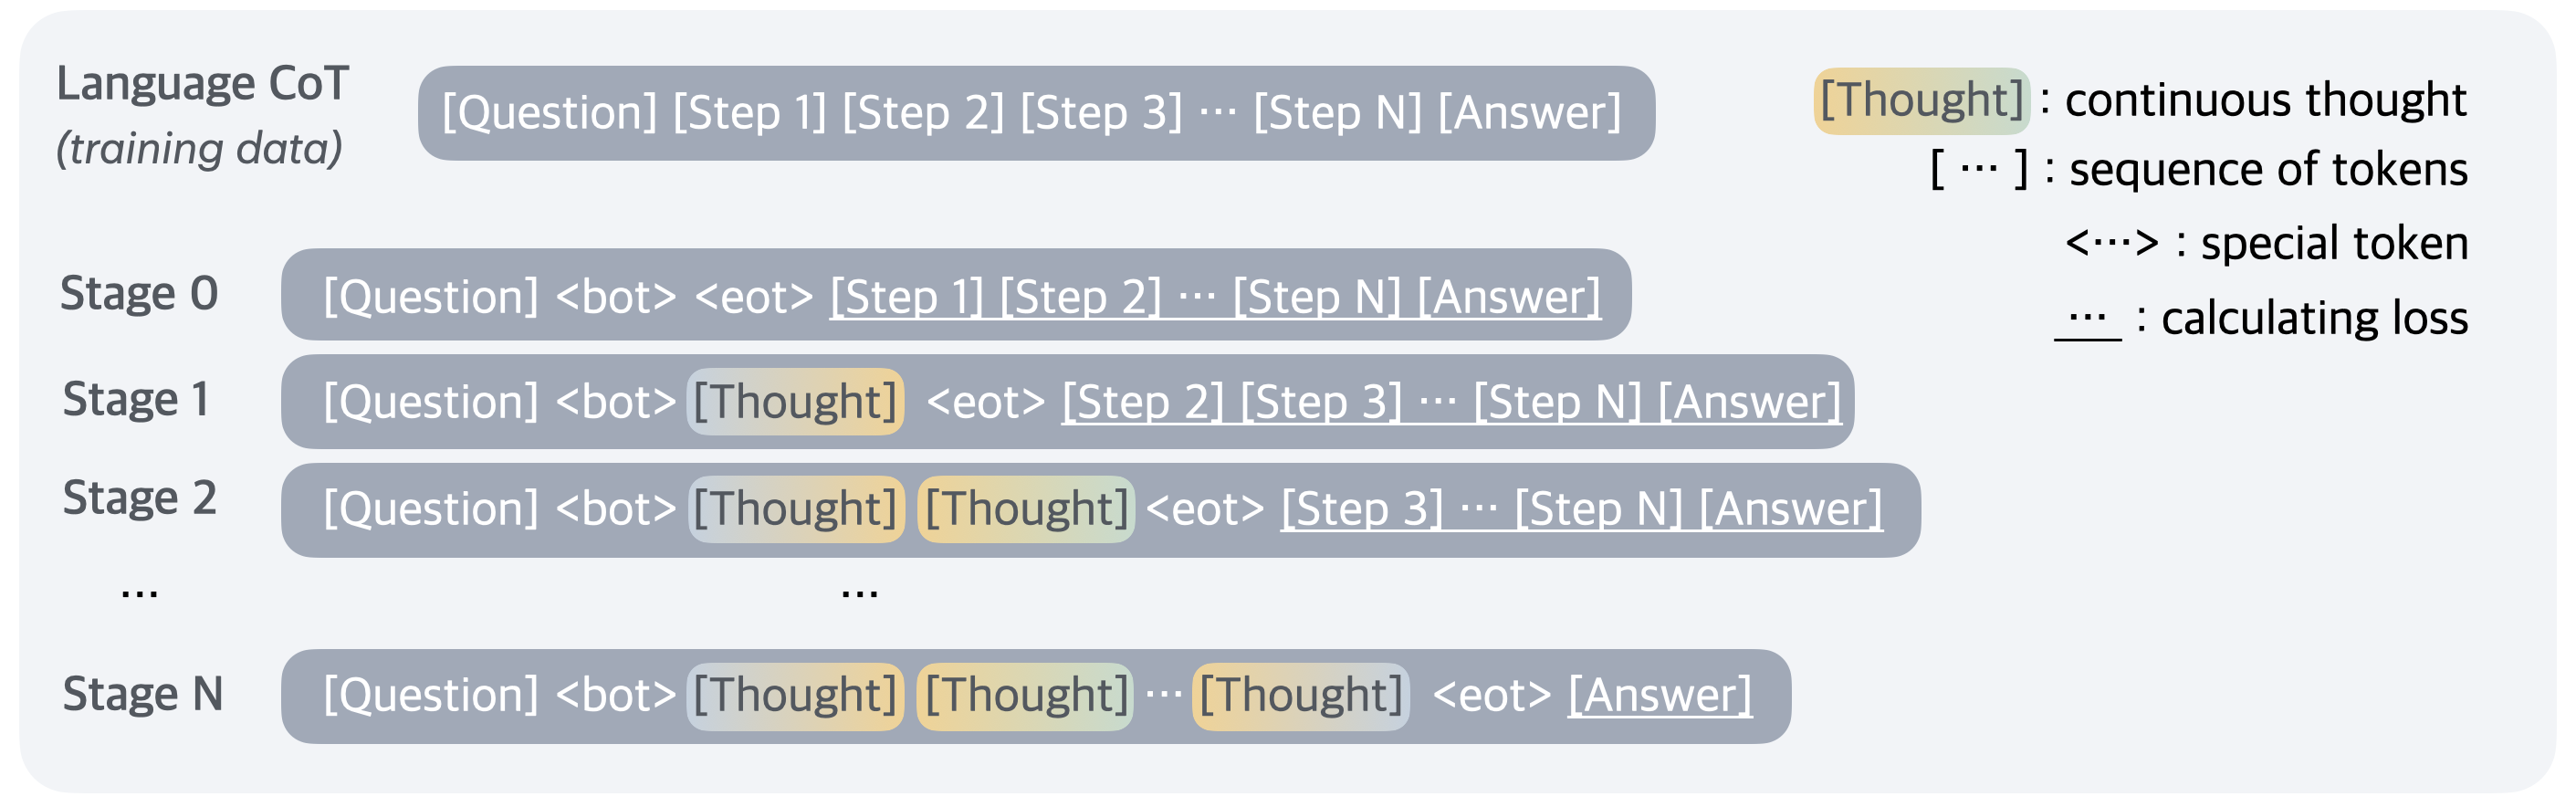 Language CoT
(training data)
[Question] [Step 1] [Step 2] [Step 3] ··· [Step N] [Answer]
[Thought] : continuous thought
[ ··· ] : sequence of tokens
<···> : special token
··· : calculating loss
Stage 0
[Question] <bot> <eot> [Step 1] [Step 2] ··· [Step N] [Answer]
Stage 1
[Question] <bot> [Thought] <eot> [Step 2] [Step 3] ··· [Step N] [Answer]
Stage 2
[Question] <bot> [Thought] [Thought] <eot> [Step 3] ··· [Step N] [Answer]
... ...
Stage N
[Question] <bot> [Thought] [Thought] ··· [Thought] <eot> [Answer]